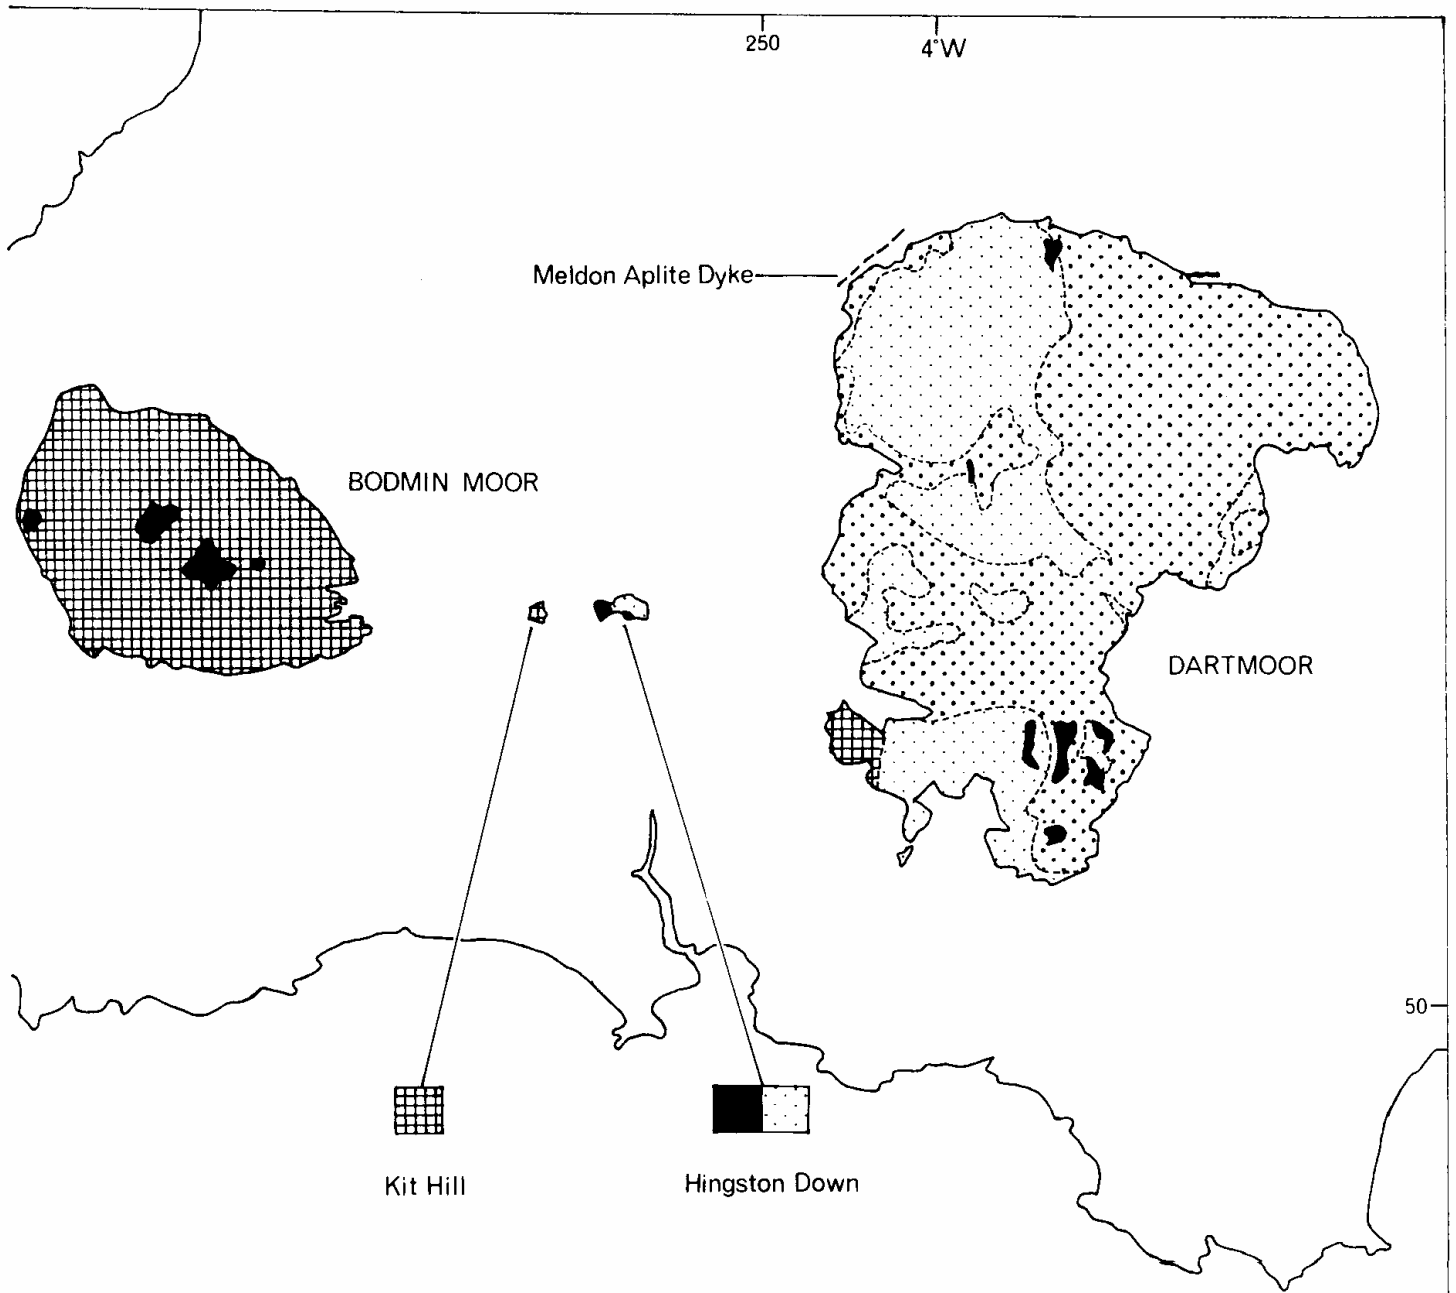 250
4°W
Meldon Aplite Dyke
BODMIN MOOR
DARTMOOR
50
Kit Hill
Hingston Down